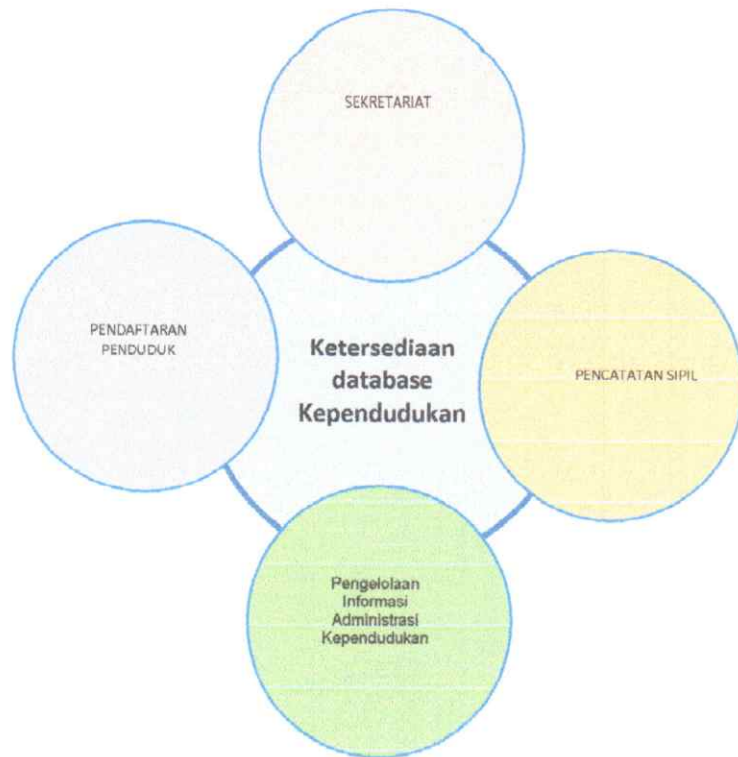 SEKRETARIAT
PENDAFTARAN
PENDUDUK
Ketersediaan
database
Kependudukan
PENCATATAN SIPIL
Pengelolaan
Informasi
Administrasi
Kependudukan